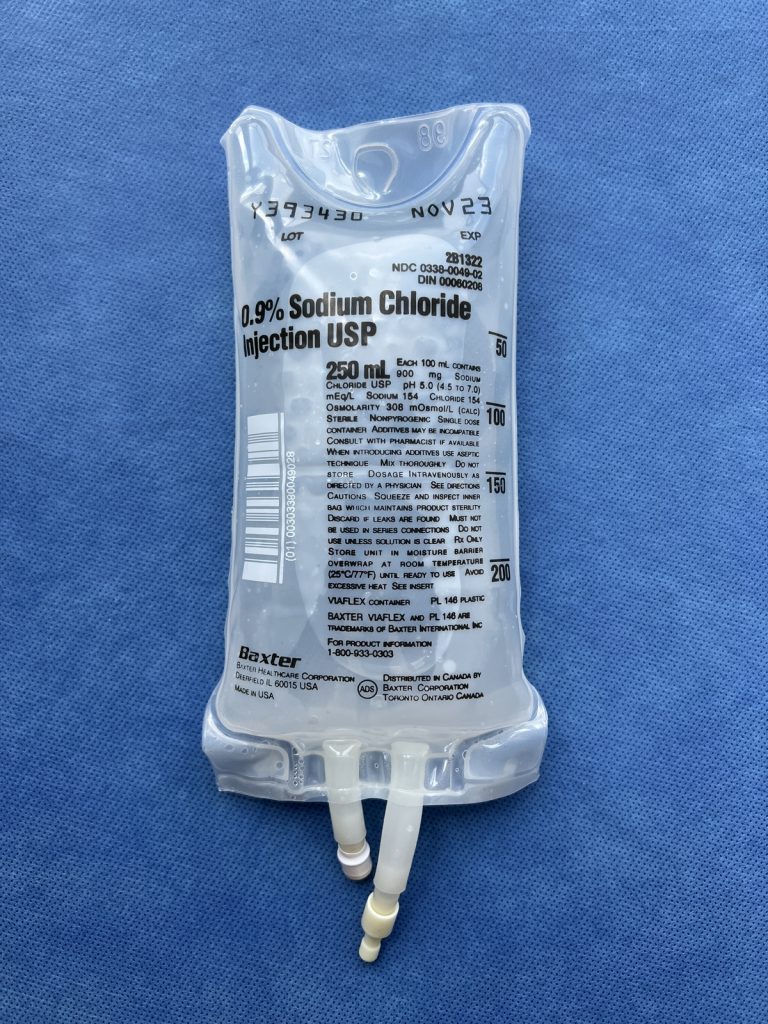 Y393430 NOV23
LOT EXP
2B1322
NDC 0338-0049-02
DIN 00060208
0.9% Sodium Chloride
Injection USP
250 mL EACH 100 mL CONTAINS
900 mg SODIUM
CHLORIDE USP pH 5.0 (4.5 TO 7.0)
mEq/L SODIUM 154 CHLORIDE 154
OSMOLARITY 308 mOsmol/L (CALC)
STERILE NONPYROGENIC SINGLE DOSE
CONTAINER ADDITIVES MAY BE INCOMPATIBLE
CONSULT WITH PHARMACIST IF AVAILABLE
WHEN INTRODUCING ADDITIVES USE ASEPTIC
TECHNIQUE MIX THOROUGHLY DO NOT
STORE DOSAGE INTRAVENOUSLY AS
DIRECTED BY A PHYSICIAN SEE DIRECTIONS
CAUTIONS SQUEEZE AND INSPECT INNER
BAG WHICH MAINTAINS PRODUCT STERILITY
DISCARD IF LEAKS ARE FOUND MUST NOT
BE USED IN SERIES CONNECTIONS DO NOT
USE UNLESS SOLUTION IS CLEAR RX ONLY
STORE UNIT IN MOISTURE BARRIER
OVERWRAP AT ROOM TEMPERATURE
(25°C/77°F) UNTIL READY TO USE AVOID
EXCESSIVE HEAT SEE INSERT
VIAFLEX CONTAINER PL 146 PLASTIC
BAXTER VIAFLEX AND PL 146 ARE
TRADEMARKS OF BAXTER INTERNATIONAL INC
FOR PRODUCT INFORMATION
1-800-933-0303
50
100
150
200
(01) 00303380049028
Baxter
BAXTER HEALTHCARE CORPORATION
DEERFIELD IL 60015 USA
MADE IN USA
ADS
DISTRIBUTED IN CANADA BY
BAXTER CORPORATION
TORONTO ONTARIO CANADA